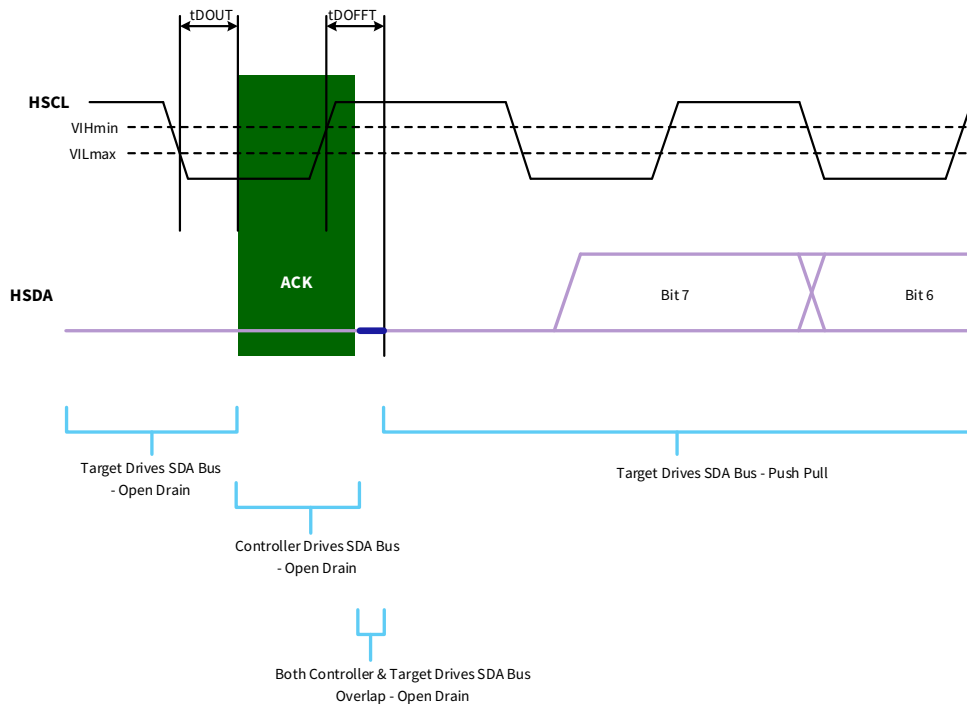 tDOUT
tDOFFT
HSCL
VIHmin
VILmax
ACK
HSDA
Bit 7
Bit 6
Target Drives SDA Bus
- Open Drain
Target Drives SDA Bus - Push Pull
Controller Drives SDA Bus
- Open Drain
Both Controller & Target Drives SDA Bus
Overlap - Open Drain